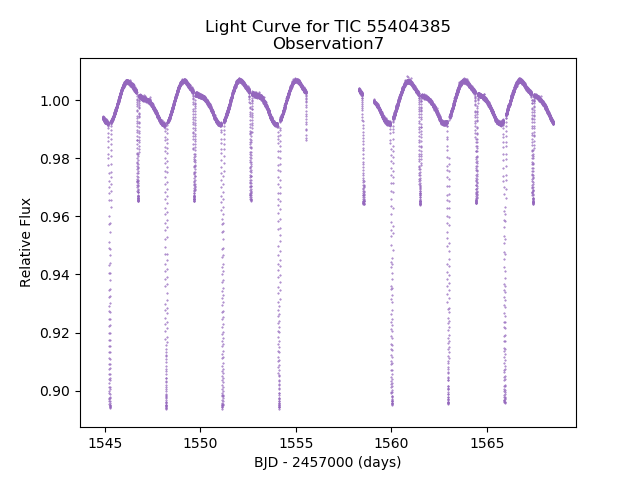 Light Curve for TIC 55404385
Observation7
1.00
0.98
0.96
0.94
0.92
0.90
Relative Flux
1545
1550
1555
1560
1565
BJD - 2457000 (days)